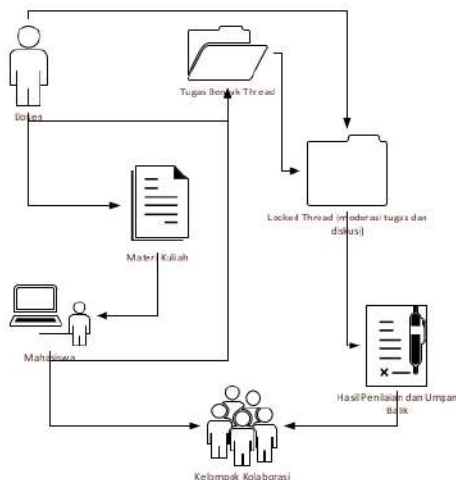 Dosen
Tugas Bentuk Thread
Locked Thread (moderasi tugas dan
diskusi)
Materi Kuliah
Mahasiswa
Hasil Penilaian dan Umpan
Balik
Kelompok Kolaborasi